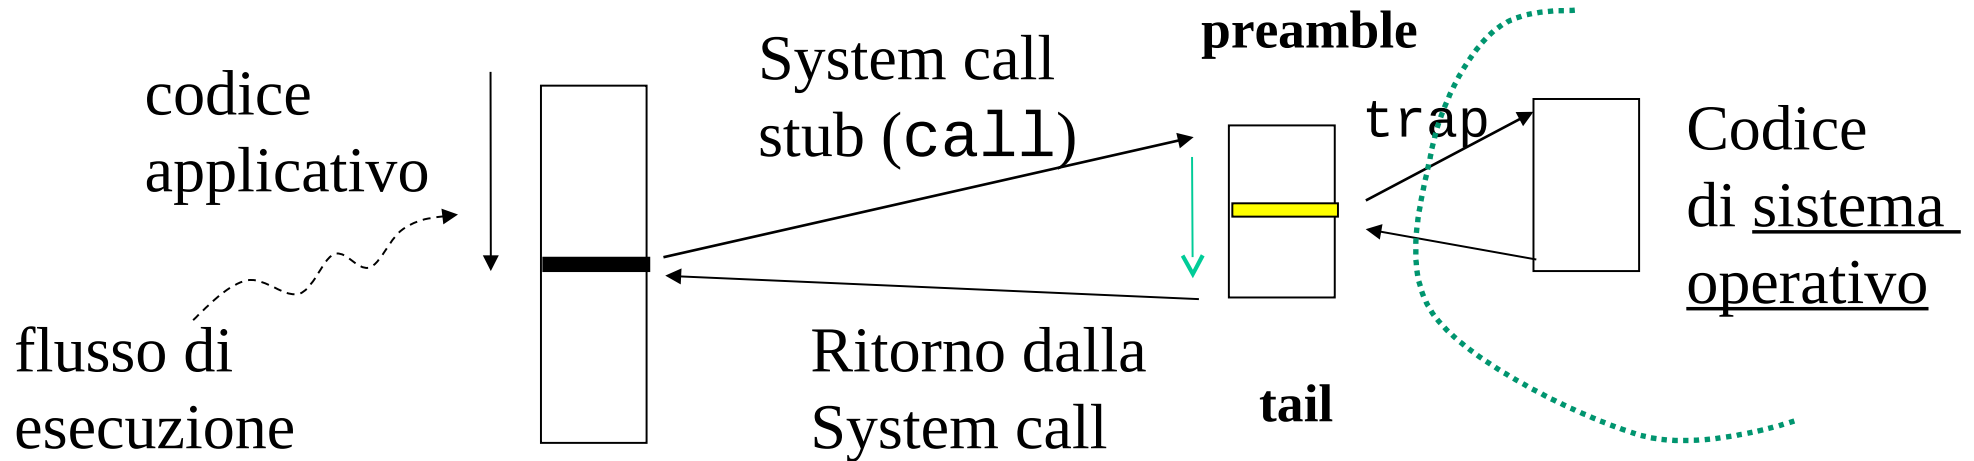 codice
applicativo
flusso di
esecuzione
System call
stub (call)
Ritorno dalla
System call
preamble
tail
trap
Codice
di sistema
operativo